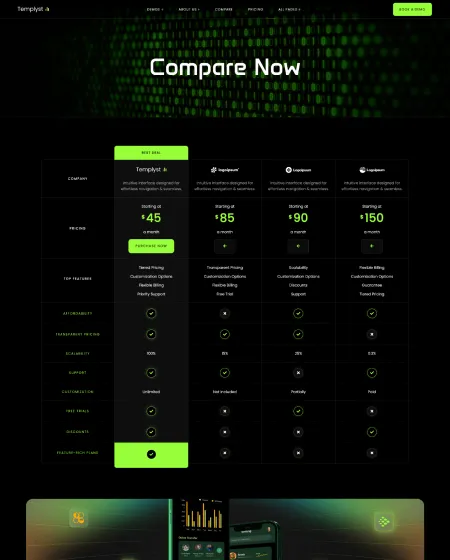 Templyst
DEMOS +
ABOUT US +
COMPARE
PRICING
ALL PAGES +
BOOK A DEMO
Compare Now
BEST DEAL
COMPANY
Templyst
Logoipsum
Logoipsum
Logoipsum
Intuitive interface designed for effortless navigation & seamless.
Intuitive interface designed for effortless navigation & seamless.
Intuitive interface designed for effortless navigation & seamless.
Intuitive interface designed for effortless navigation & seamless.
PRICING
Starting at
$45
a month
PURCHASE NOW
Starting at
$85
a month
Starting at
$90
a month
Starting at
$150
a month
TOP FEATURES
Tiered Pricing
Customization Options
Flexible Billing
Priority Support
Transparent Pricing
Customization Options
Flexible Billing
Free Trial
Scalability
Customization Options
Discounts
Support
Flexible Billing
Customization Options
Guarantee
Tiered Pricing
AFFORDABILITY
TRANSPARENT PRICING
SCALABILITY
100%
15%
25%
53%
SUPPORT
CUSTOMIZATION
Unlimited
Not Included
Partially
Paid
FREE TRIALS
DISCOUNTS
FEATURE-RICH PLANS